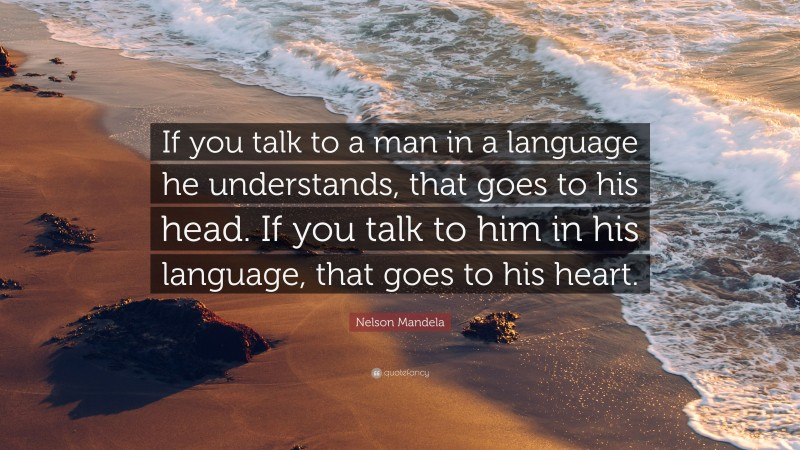 If you talk to a man in a language
he understands, that goes to his
head. If you talk to him in his
language, that goes to his heart.
Nelson Mandela
quotefancy